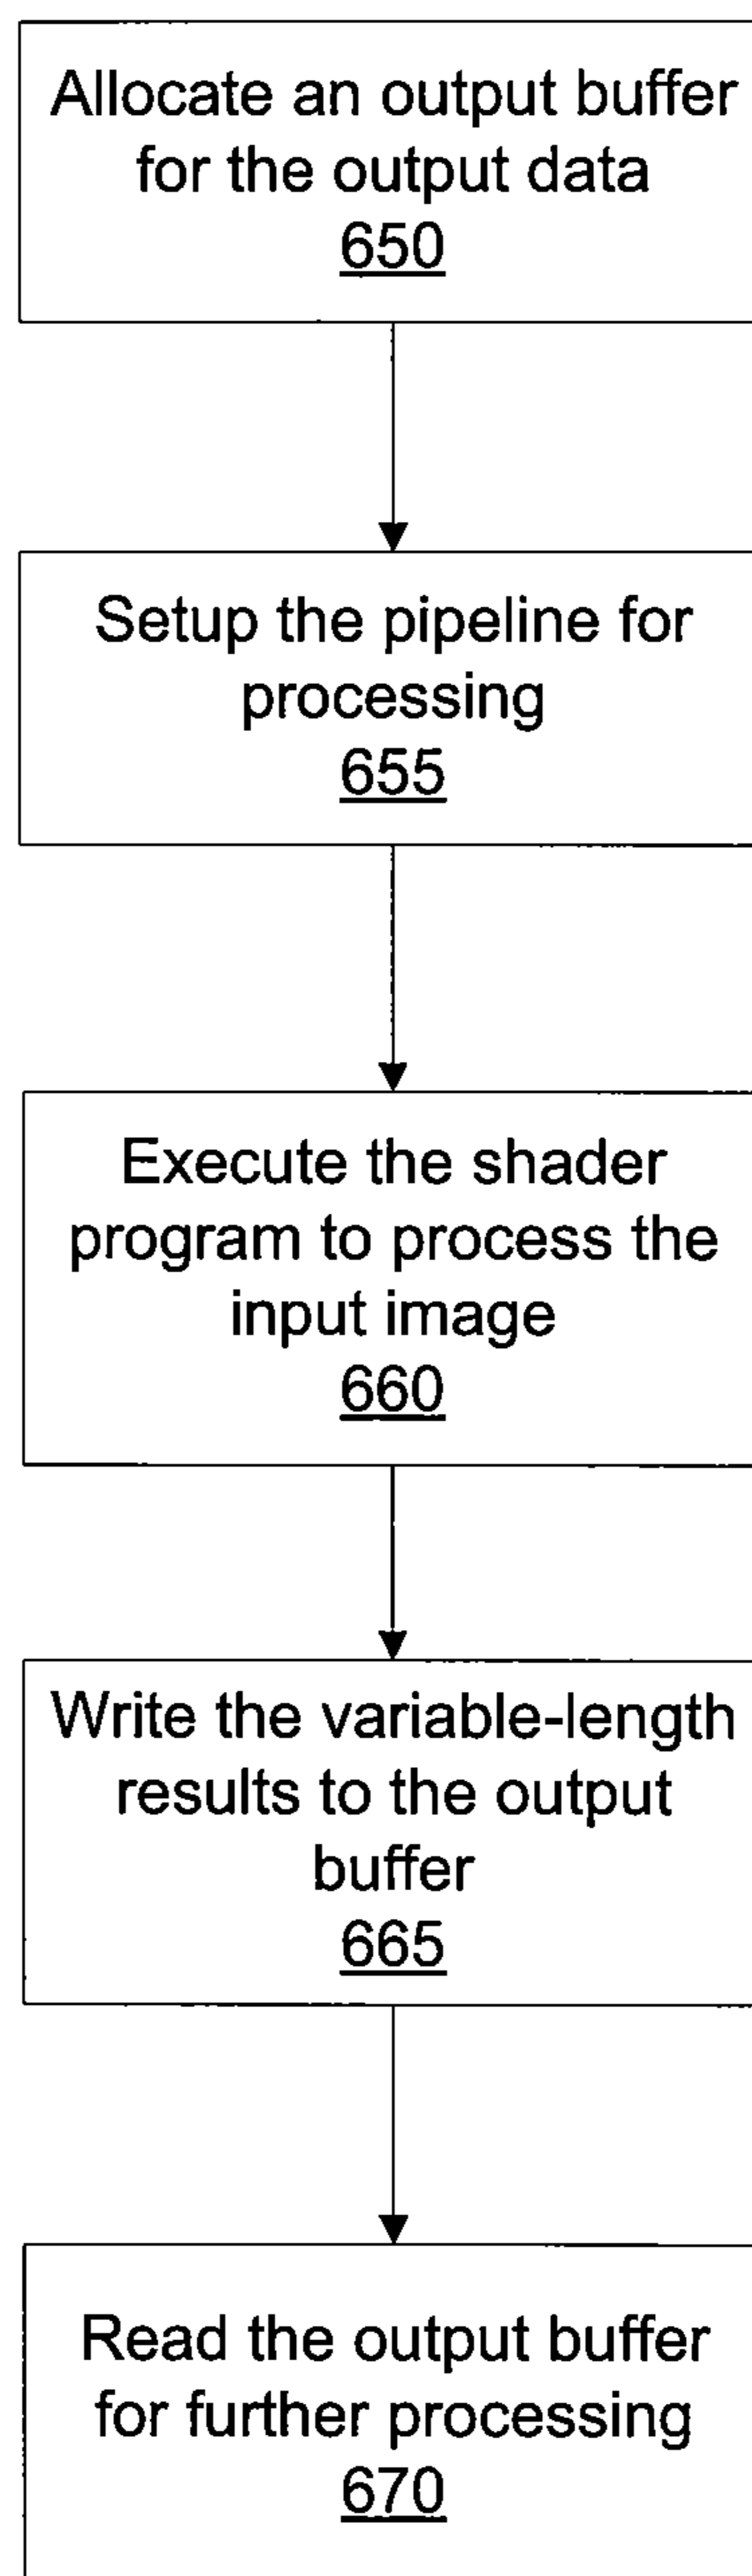 Allocate an output buffer
for the output data
650
Setup the pipeline for
processing
655
Execute the shader
program to process the
input image
660
Write the variable-length
results to the output
buffer
665
Read the output buffer
for further processing
670